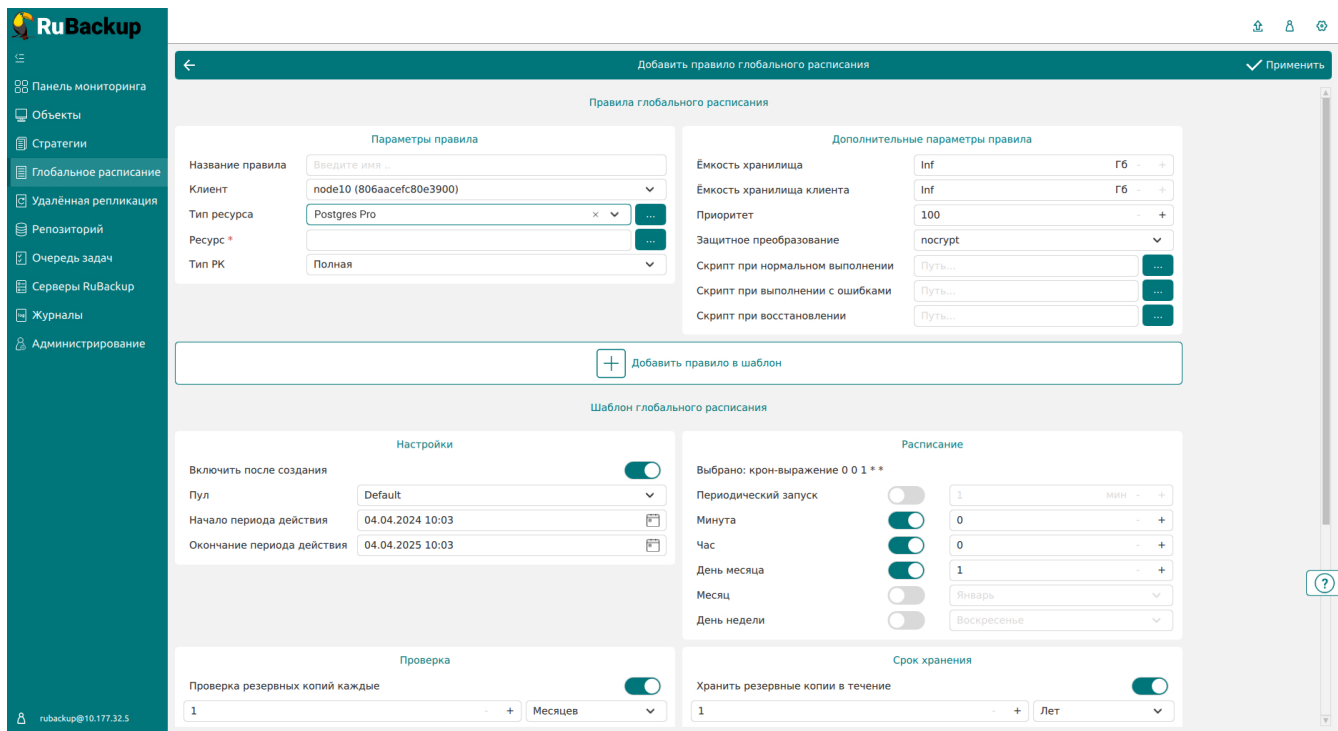 RuBackup
Добавить правило глобального расписания
Применить
Панель мониторинга
Объекты
Стратегии
Глобальное расписание
Удалённая репликация
Репозиторий
Очередь задач
Серверы RuBackup
Журналы
Администрирование
rubackup@10.177.32.5
Правила глобального расписания
Параметры правила
Название правила Введите имя ..
Клиент node10 (806aacefc80e3900)
Тип ресурса Postgres Pro × ...
Ресурс * ...
Тип РК Полная
Дополнительные параметры правила
Ёмкость хранилища Inf Гб - +
Ёмкость хранилища клиента Inf Гб - +
Приоритет 100 - +
Защитное преобразование nocrypt
Скрипт при нормальном выполнении Путь... ...
Скрипт при выполнении с ошибками Путь... ...
Скрипт при восстановлении Путь... ...
+ Добавить правило в шаблон
Шаблон глобального расписания
Настройки
Включить после создания
Пул Default
Начало периода действия 04.04.2024 10:03
Окончание периода действия 04.04.2025 10:03
Расписание
Выбрано: крон-выражение 0 0 1 * *
Периодический запуск 1 мин - +
Минута 0 - +
Час 0 - +
День месяца 1 - +
Месяц Январь
День недели Воскресенье
Проверка
Проверка резервных копий каждые
1 - + Месяцев
Срок хранения
Хранить резервные копии в течение
1 - + Лет
?